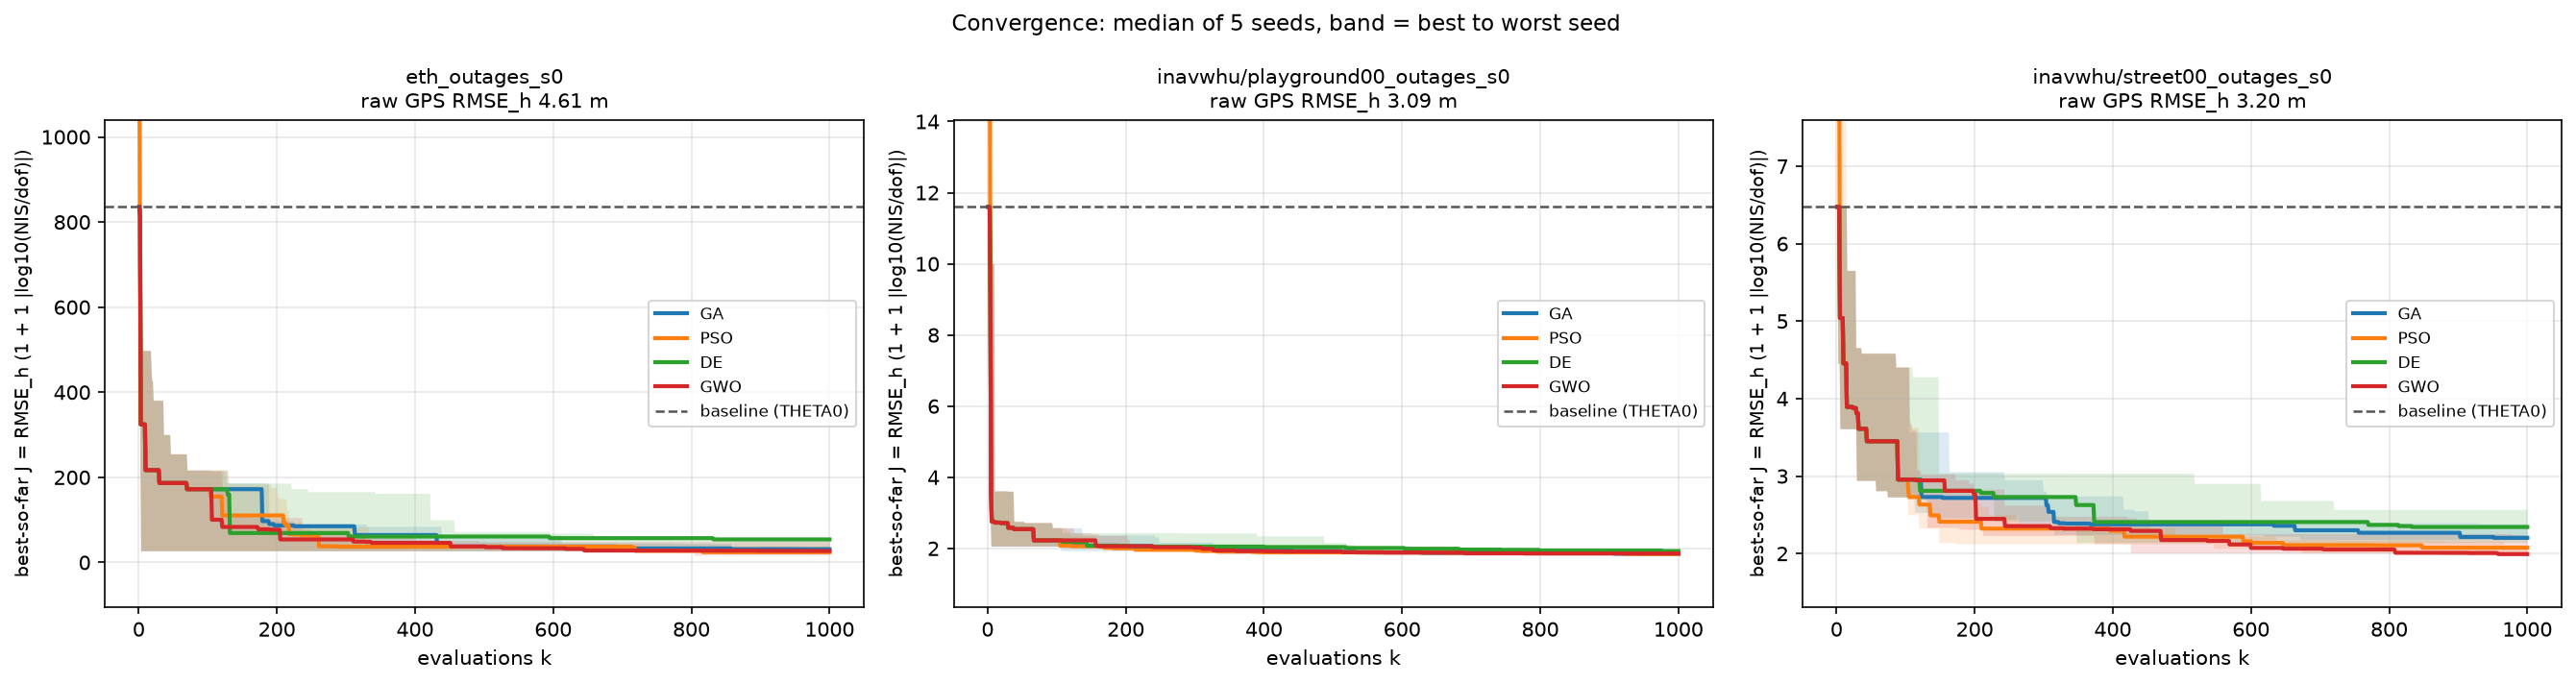 Convergence: median of 5 seeds, band = best to worst seed
eth_outages_s0
raw GPS RMSE_h 4.61 m
best-so-far J = RMSE_h (1 + 1 |log10(NIS/dof)|)
1000
800
600
400
200
0
0 200 400 600 800 1000
evaluations k
GA
PSO
DE
GWO
baseline (THETA0)
inavwhu/playground00_outages_s0
raw GPS RMSE_h 3.09 m
best-so-far J = RMSE_h (1 + 1 |log10(NIS/dof)|)
14
12
10
8
6
4
2
0 200 400 600 800 1000
evaluations k
GA
PSO
DE
GWO
baseline (THETA0)
inavwhu/street00_outages_s0
raw GPS RMSE_h 3.20 m
best-so-far J = RMSE_h (1 + 1 |log10(NIS/dof)|)
7
6
5
4
3
2
0 200 400 600 800 1000
evaluations k
GA
PSO
DE
GWO
baseline (THETA0)